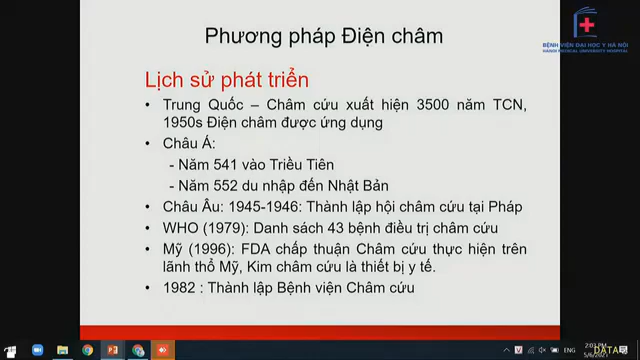 Phương pháp Điện châm
BỆNH VIỆN ĐẠI HỌC Y HÀ NỘI
HANOI MEDICAL UNIVERSITY HOSPITAL
Lịch sử phát triển
• Trung Quốc – Châm cứu xuất hiện 3500 năm TCN,
1950s Điện châm được ứng dụng
• Châu Á:
- Năm 541 vào Triều Tiên
- Năm 552 du nhập đến Nhật Bản
• Châu Âu: 1945-1946: Thành lập hội châm cứu tại Pháp
• WHO (1979): Danh sách 43 bệnh điều trị châm cứu
• Mỹ (1996): FDA chấp thuận Châm cứu thực hiện trên
lãnh thổ Mỹ, Kim châm cứu là thiết bị y tế.
• 1982 : Thành lập Bệnh viện Châm cứu
ENG